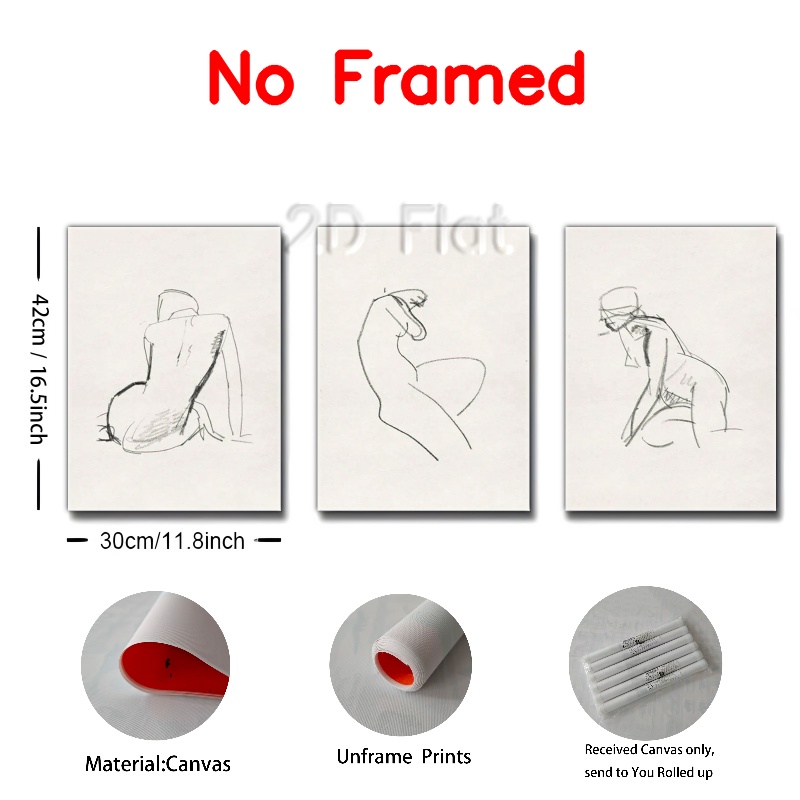 No Framed
2D Flat
42cm / 16.5inch
30cm/11.8inch
Material:Canvas
Unframe Prints
Received Canvas only,
send to You Rolled up